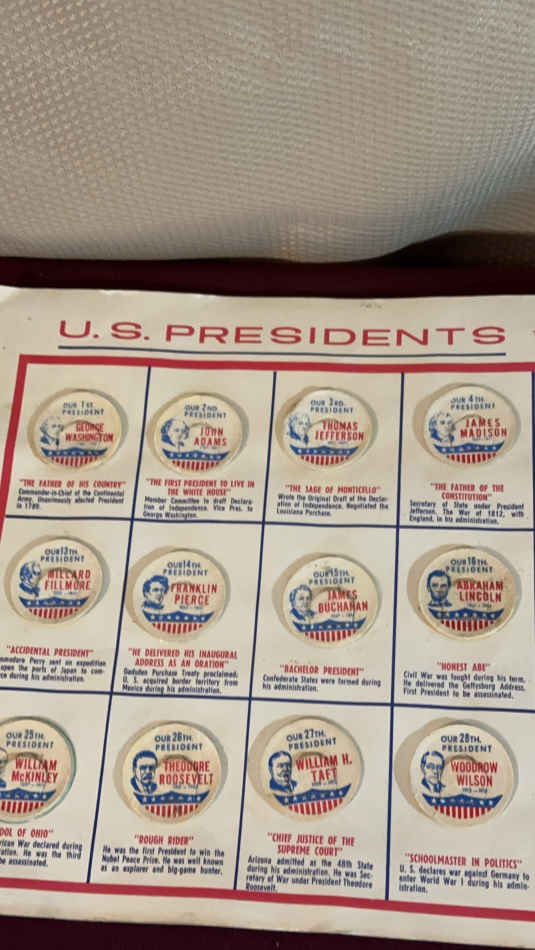 U.S. PRESIDENTS
OUR 1ST.
PRESIDENT
GEORGE
WASHINGTON
"THE FATHER OF HIS COUNTRY"
Commander-in-Chief of the Continental
Army. Unanimously elected President
in 1789.
OUR 2ND.
PRESIDENT
JOHN
ADAMS
"THE FIRST PRESIDENT TO LIVE IN
THE WHITE HOUSE"
Member Committee to draft Declara-
tion of Independence. Vice Pres. to
George Washington.
OUR 3RD.
PRESIDENT
THOMAS
JEFFERSON
"THE SAGE OF MONTICELLO"
Wrote the Original Draft of the Declar-
ation of Independence. Negotiated the
Louisiana Purchase.
OUR 4TH.
PRESIDENT
JAMES
MADISON
"THE FATHER OF THE
CONSTITUTION"
Secretary of State under President
Jefferson. The War of 1812, with
England, in his administration.
OUR 13TH.
PRESIDENT
MILLARD
FILLMORE
"ACCIDENTAL PRESIDENT"
mmodore Perry sent on expedition
open the ports of Japan to com-
ce during his administration.
OUR 14TH.
PRESIDENT
FRANKLIN
PIERCE
"HE DELIVERED HIS INAUGURAL
ADDRESS AS AN ORATION"
Gadsden Purchase Treaty proclaimed;
U. S. acquired border territory from
Mexico during his administration.
OUR 15TH.
PRESIDENT
JAMES
BUCHANAN
"BACHELOR PRESIDENT"
Confederate States were formed during
his administration.
OUR 16TH.
PRESIDENT
ABRAHAM
LINCOLN
"HONEST ABE"
Civil War was fought during his term.
He delivered the Gettysburg Address.
First President to be assassinated.
OUR 25TH.
PRESIDENT
WILLIAM
McKINLEY
DOL OF OHIO"
rican War declared during
ration. He was the third
be assassinated.
OUR 26TH.
PRESIDENT
THEODORE
ROOSEVELT
"ROUGH RIDER"
He was the first President to win the
Nobel Peace Prize. He was well known
as an explorer and big-game hunter.
OUR 27TH.
PRESIDENT
WILLIAM H.
TAFT
"CHIEF JUSTICE OF THE
SUPREME COURT"
Arizona admitted as the 48th State
during his administration. He was Sec-
retary of War under President Theodore
Roosevelt.
OUR 28TH.
PRESIDENT
WOODROW
WILSON
1913 - 1921
"SCHOOLMASTER IN POLITICS"
U. S. declares war against Germany to
enter World War I during his admin-
istration.